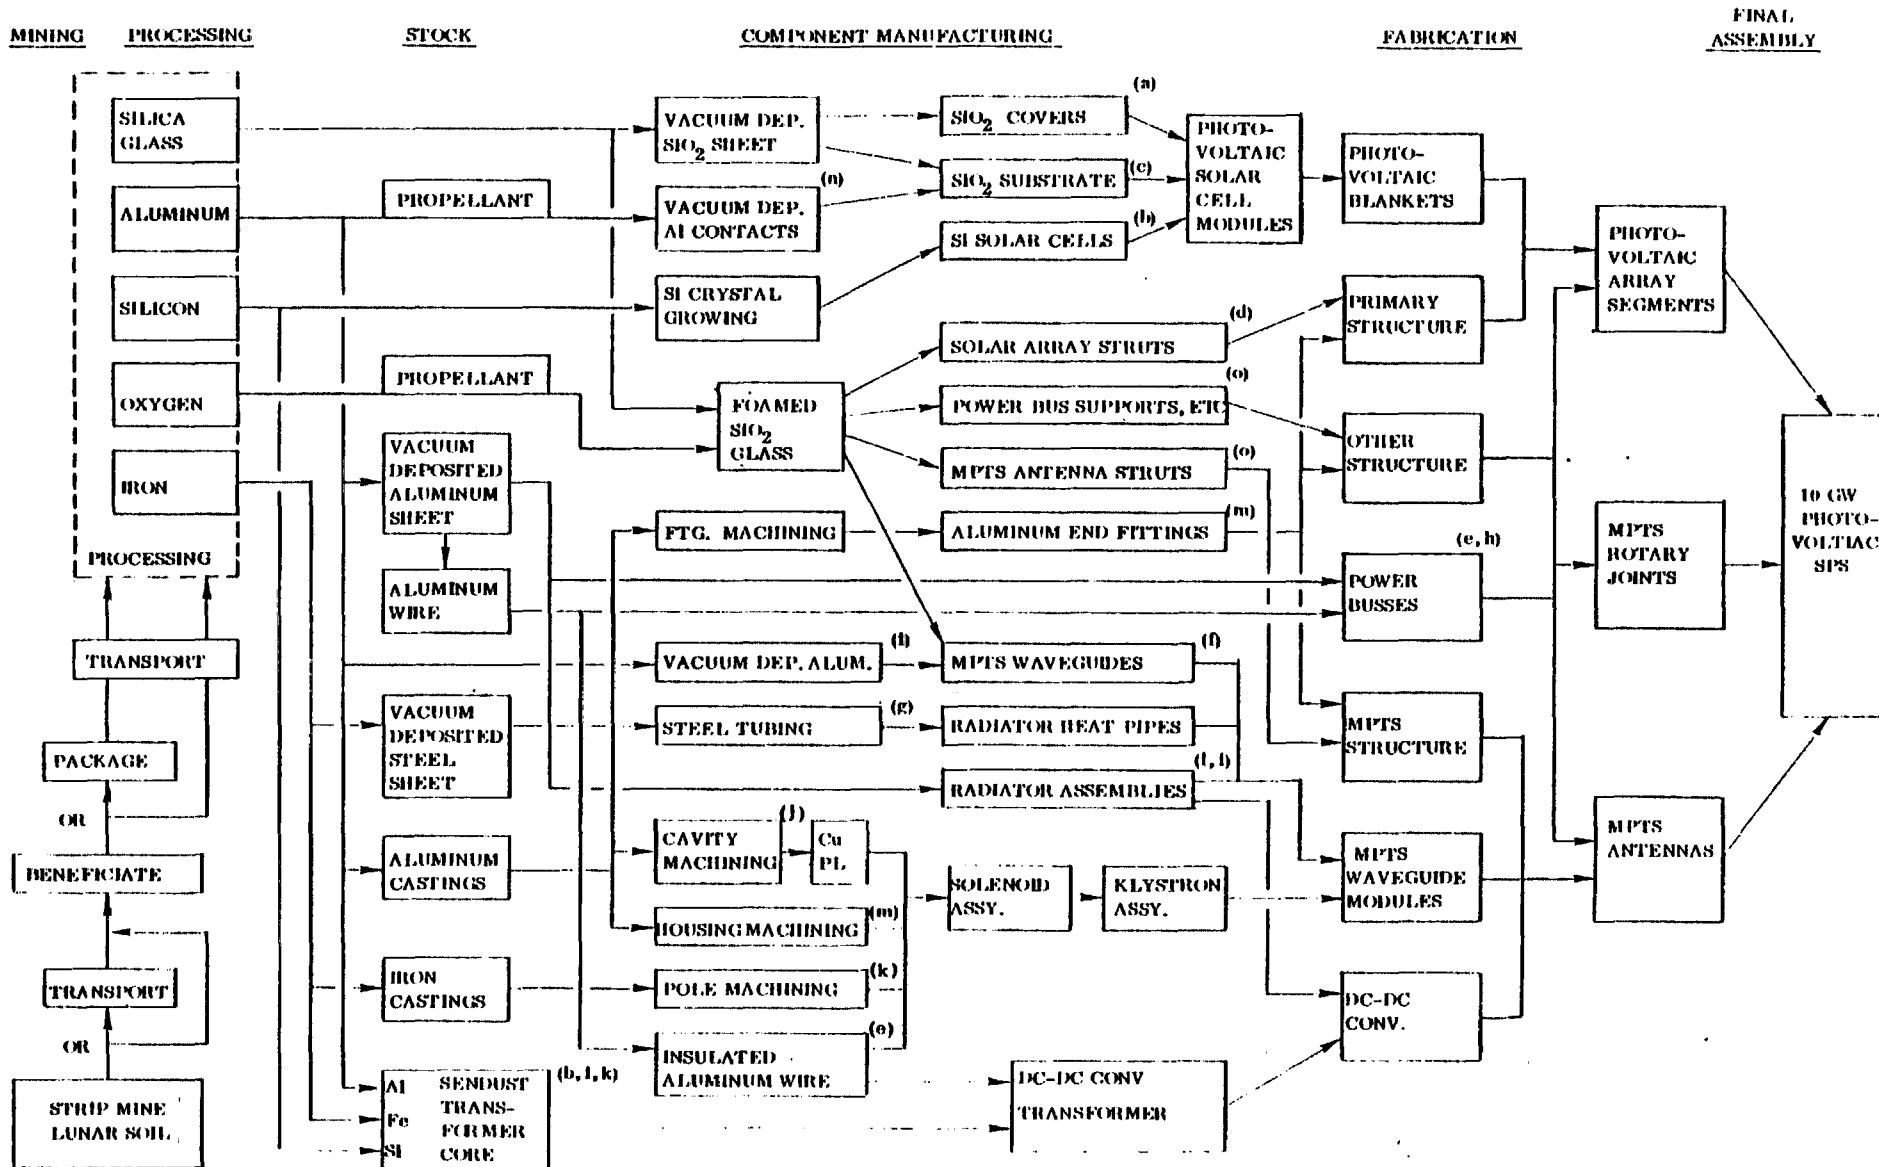 MINING
PROCESSING
STOCK
COMPONENT MANUFACTURING
FABRICATION
FINAL
ASSEMBLY
SILICA
GLASS
ALUMINUM
SILICON
OXYGEN
IRON
PROCESSING
TRANSPORT
PACKAGE
OR
BENEFICIATE
TRANSPORT
OR
STRIP MINE
LUNAR SOIL
PROPELLANT
PROPELLANT
VACUUM
DEPOSITED
ALUMINUM
SHEET
ALUMINUM
WIRE
VACUUM
DEPOSITED
STEEL
SHEET
ALUMINUM
CASTINGS
IRON
CASTINGS
Al
Fe
Si
SENDUST
TRANS-
FORMER
CORE
(b, i, k)
VACUUM DEP.
SiO2 SHEET
VACUUM DEP.
Al CONTACTS
(n)
SI CRYSTAL
GROWING
FOAMED
SiO2
GLASS
FTG. MACHINING
VACUUM DEP. ALUM.
(i)
STEEL TUBING
(g)
CAVITY
MACHINING
(j)
Cu
PL
HOUSING MACHINING
(m)
POLE MACHINING
(k)
INSULATED
ALUMINUM WIRE
(e)
SiO2 COVERS
(a)
SiO2 SUBSTRATE
(c)
SI SOLAR CELLS
(b)
SOLAR ARRAY STRUTS
(d)
POWER BUS SUPPORTS, ETC
(o)
MPTS ANTENNA STRUTS
(o)
ALUMINUM END FITTINGS
(m)
MPTS WAVEGUIDES
(f)
RADIATOR HEAT PIPES
RADIATOR ASSEMBLIES
SOLENOID
ASSY.
KLYSTRON
ASSY.
DC-DC CONV
TRANSFORMER
PHOTO-
VOLTAIC
SOLAR
CELL
MODULES
PHOTO-
VOLTAIC
BLANKETS
PRIMARY
STRUCTURE
OTHER
STRUCTURE
POWER
BUSSES
(e, h)
MPTS
STRUCTURE
MPTS
WAVEGUIDE
MODULES
DC-DC
CONV.
PHOTO-
VOLTAIC
ARRAY
SEGMENTS
MPTS
ROTARY
JOINTS
MPTS
ANTENNAS
10 GW
PHOTO-
VOLTIAC
SPS